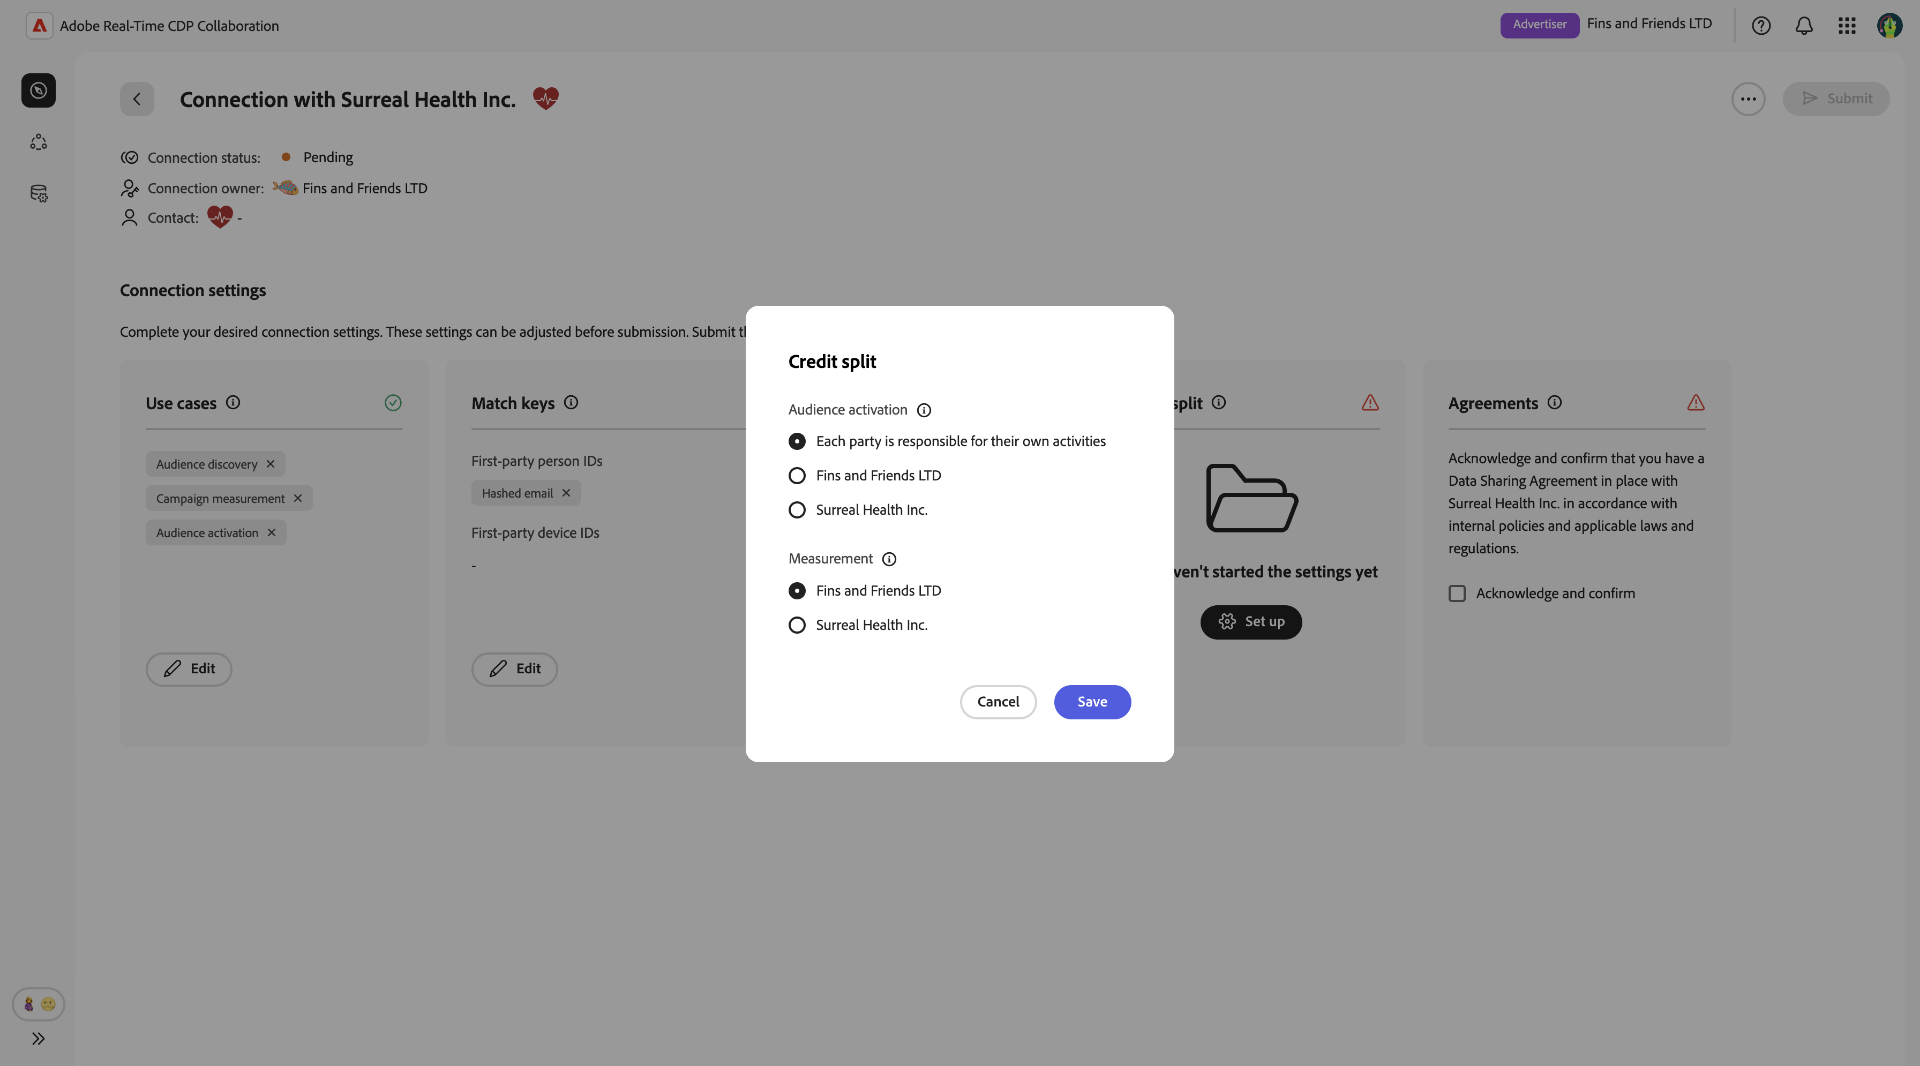 Adobe Real-Time CDP Collaboration
Advertiser
Fins and Friends LTD
Connection with Surreal Health Inc.
Submit
Connection status:
Pending
Connection owner:
Fins and Friends LTD
Contact:
-
Connection settings
Complete your desired connection settings. These settings can be adjusted before submission. Submit
Use cases
Audience discovery
Campaign measurement
Audience activation
Edit
Match keys
First-party person IDs
Hashed email
First-party device IDs
-
Edit
Credit split
Audience activation
Each party is responsible for their own activities
Fins and Friends LTD
Surreal Health Inc.
Measurement
Fins and Friends LTD
Surreal Health Inc.
Cancel
Save
split
ven't started the settings yet
Set up
Agreements
Acknowledge and confirm that you have a
Data Sharing Agreement in place with
Surreal Health Inc. in accordance with
internal policies and applicable laws and
regulations.
Acknowledge and confirm